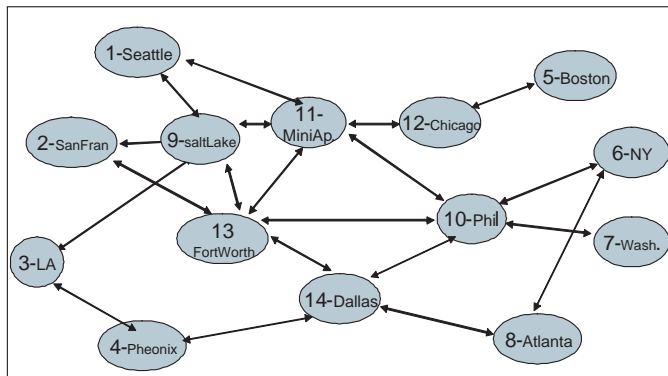 1-Seattle
5-Boston
11-
MiniAp.
12-Chicago
2-SanFran
9-saltLake
6-NY
10-Phil
13
FortWorth
7-Wash.
3-LA
14-Dallas
4-Pheonix
8-Atlanta